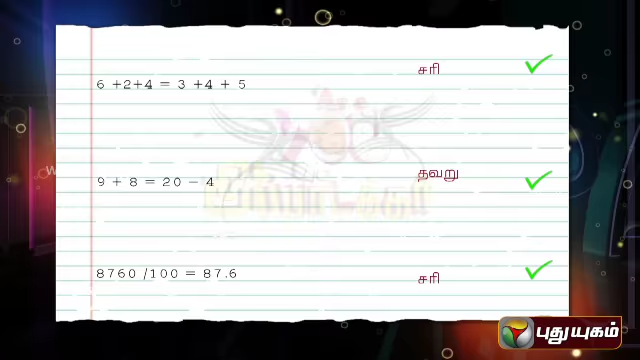 6 +2+4 = 3 +4 + 5 சரி
9 + 8 = 20 – 4 தவறு
8760 /100 = 87.6 சரி
புதுயுகம்